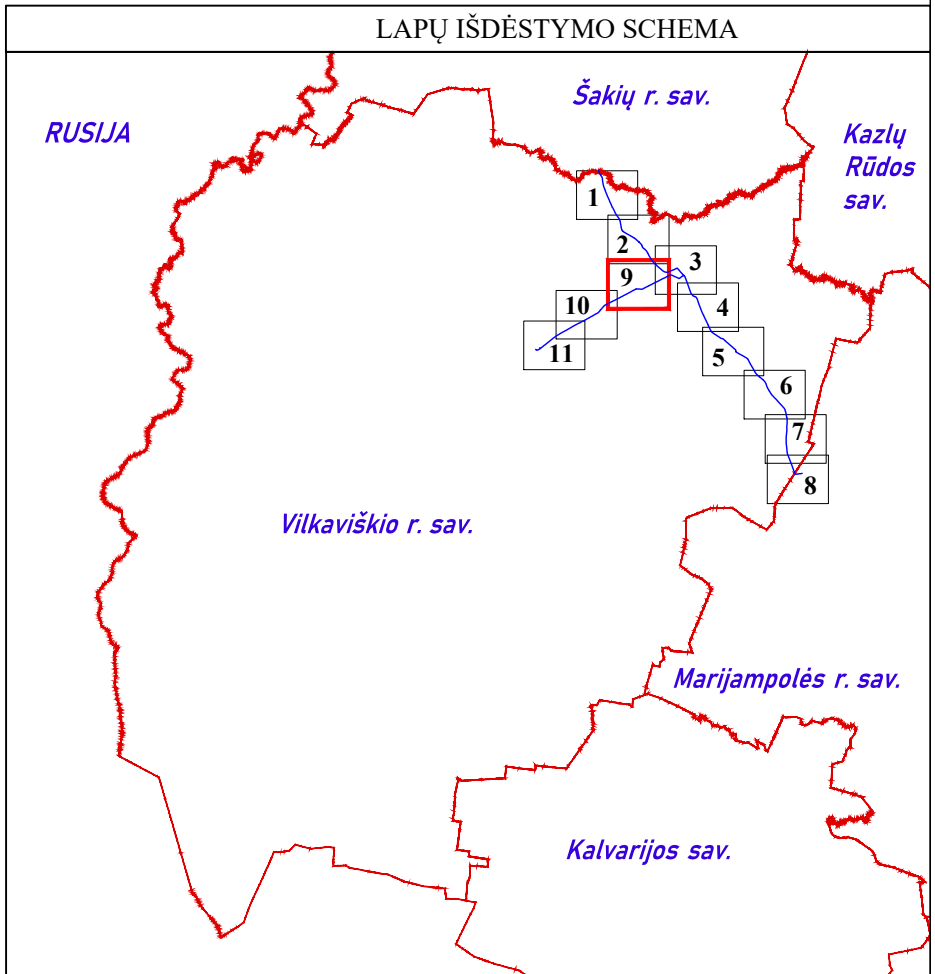 LAPŲ IŠDĖSTYMO SCHEMA
RUSIJA
Šakių r. sav.
Kazlų
Rūdos
sav.
1
2
3
9
4
10
5
11
6
7
8
Vilkaviškio r. sav.
Marijampolės r. sav.
Kalvarijos sav.